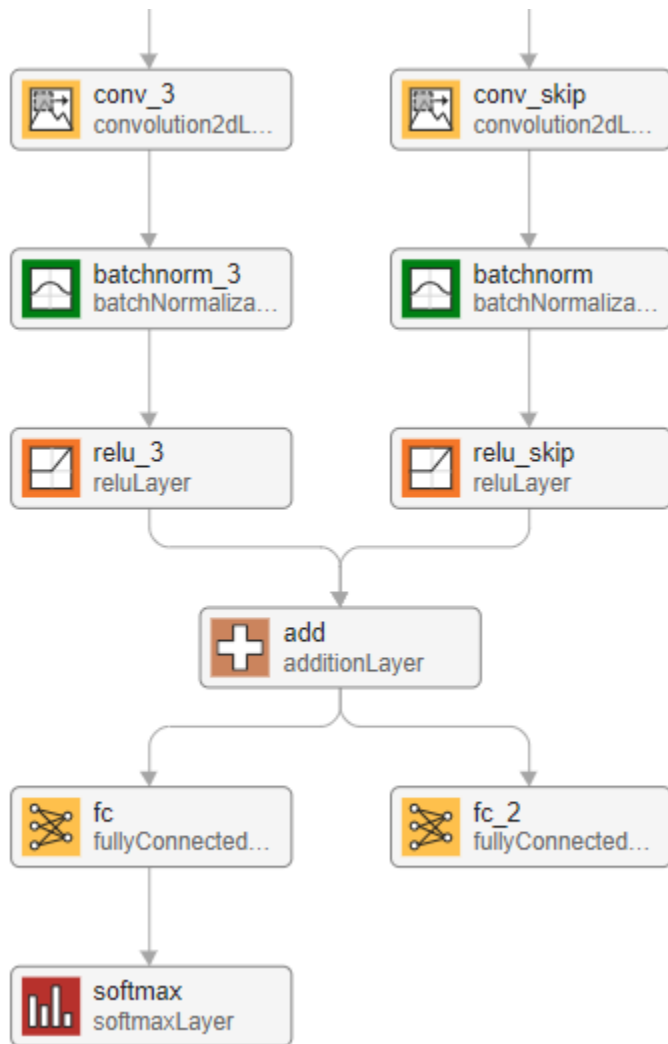 conv_3
convolution2dL...
conv_skip
convolution2dL...
batchnorm_3
batchNormaliza...
batchnorm
batchNormaliza...
relu_3
reluLayer
relu_skip
reluLayer
add
additionLayer
fc
fullyConnected...
fc_2
fullyConnected...
softmax
softmaxLayer